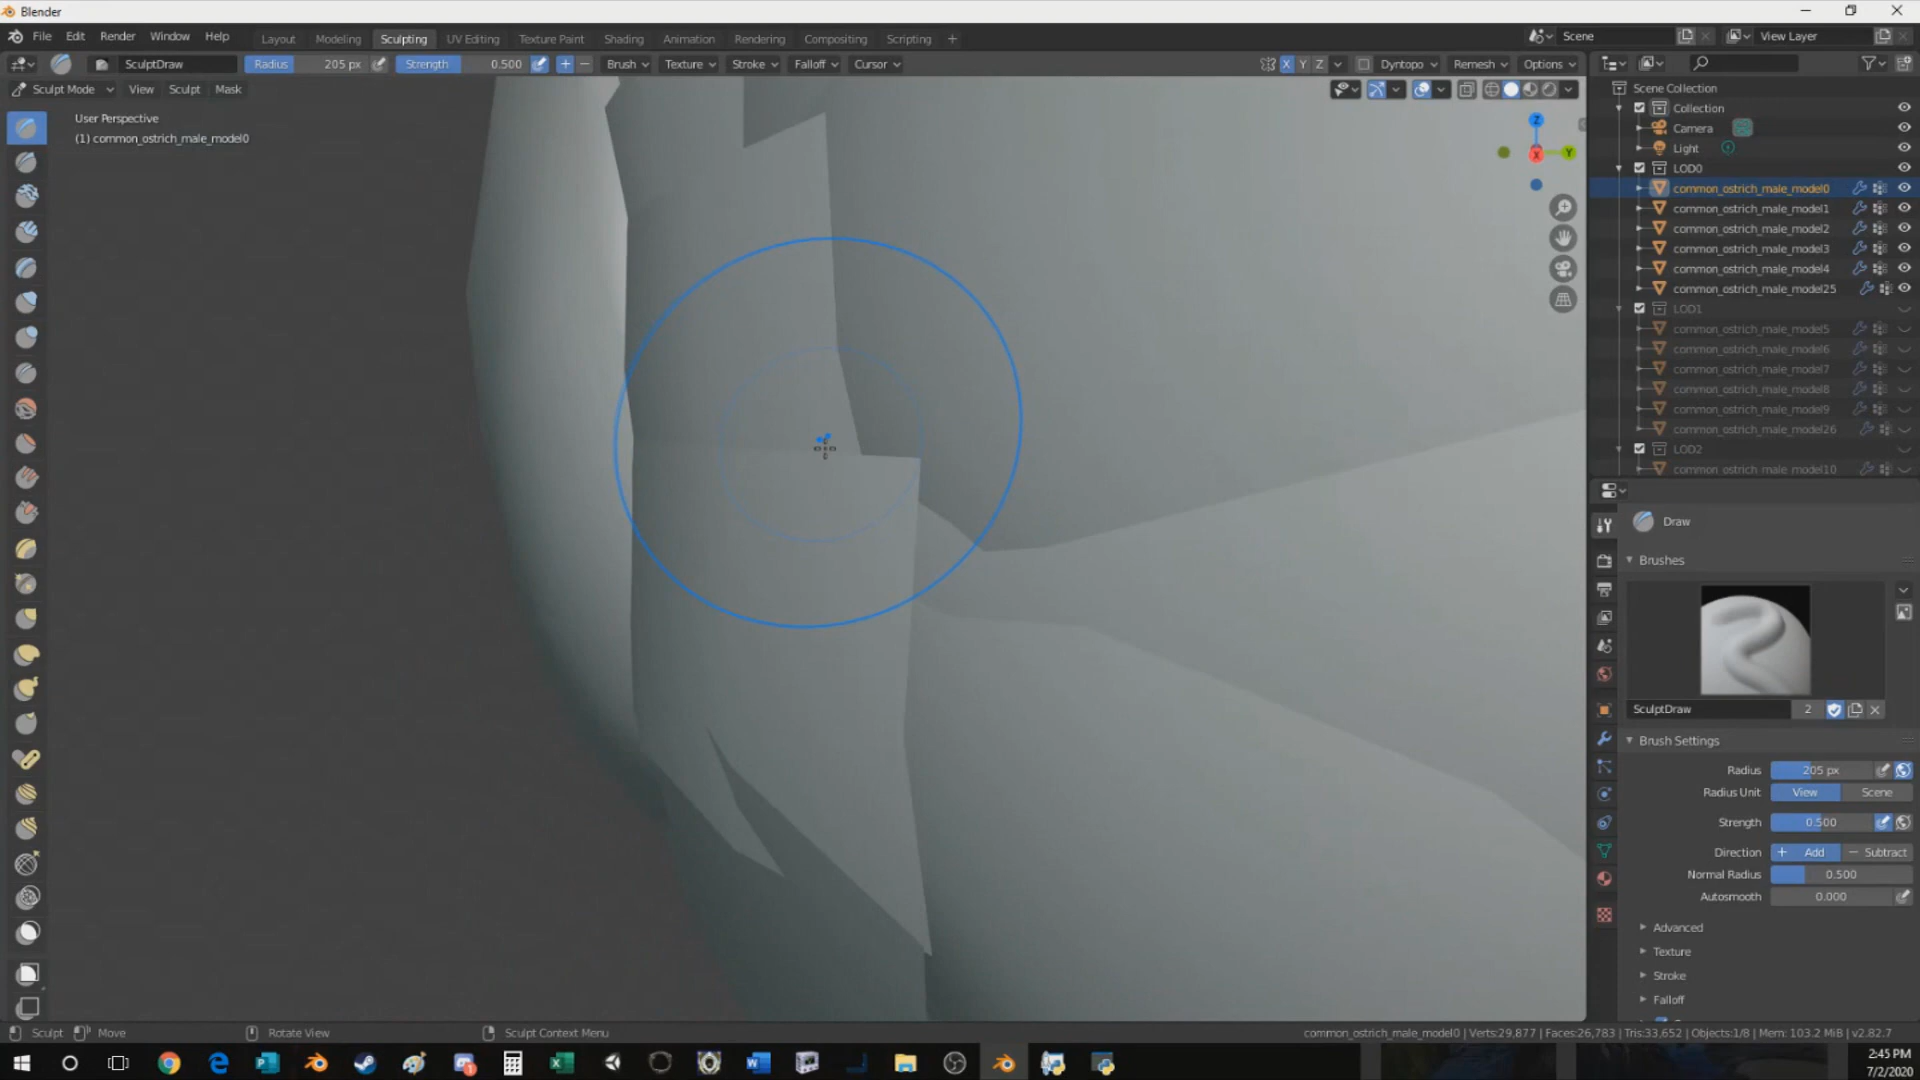 Blender
File Edit Render Window Help Layout Modeling Sculpting UV Editing Texture Paint Shading Animation Rendering Compositing Scripting + Scene View Layer
SculptDraw Radius 205 px Strength 0.500 + − Brush Texture Stroke Falloff Cursor X Y Z Dyntopo Remesh Options
Sculpt Mode View Sculpt Mask
User Perspective
(1) common_ostrich_male_model0
Z
X
Y
Scene Collection
Collection
Camera
Light
LOD0
common_ostrich_male_model0
common_ostrich_male_model1
common_ostrich_male_model2
common_ostrich_male_model3
common_ostrich_male_model4
common_ostrich_male_model25
LOD1
common_ostrich_male_model5
common_ostrich_male_model6
common_ostrich_male_model7
common_ostrich_male_model8
common_ostrich_male_model9
common_ostrich_male_model26
LOD2
common_ostrich_male_model10
Draw
Brushes
SculptDraw 2
Brush Settings
Radius 205 px
Radius Unit View Scene
Strength 0.500
Direction + Add − Subtract
Normal Radius 0.500
Autosmooth 0.000
Advanced
Texture
Stroke
Falloff
Sculpt Move Rotate View Sculpt Context Menu common_ostrich_male_model0 | Verts:29,877 | Faces:26,783 | Tris:33,652 | Objects:1/8 | Mem: 103.2 MiB | v2.82.7
2:45 PM
7/2/2020